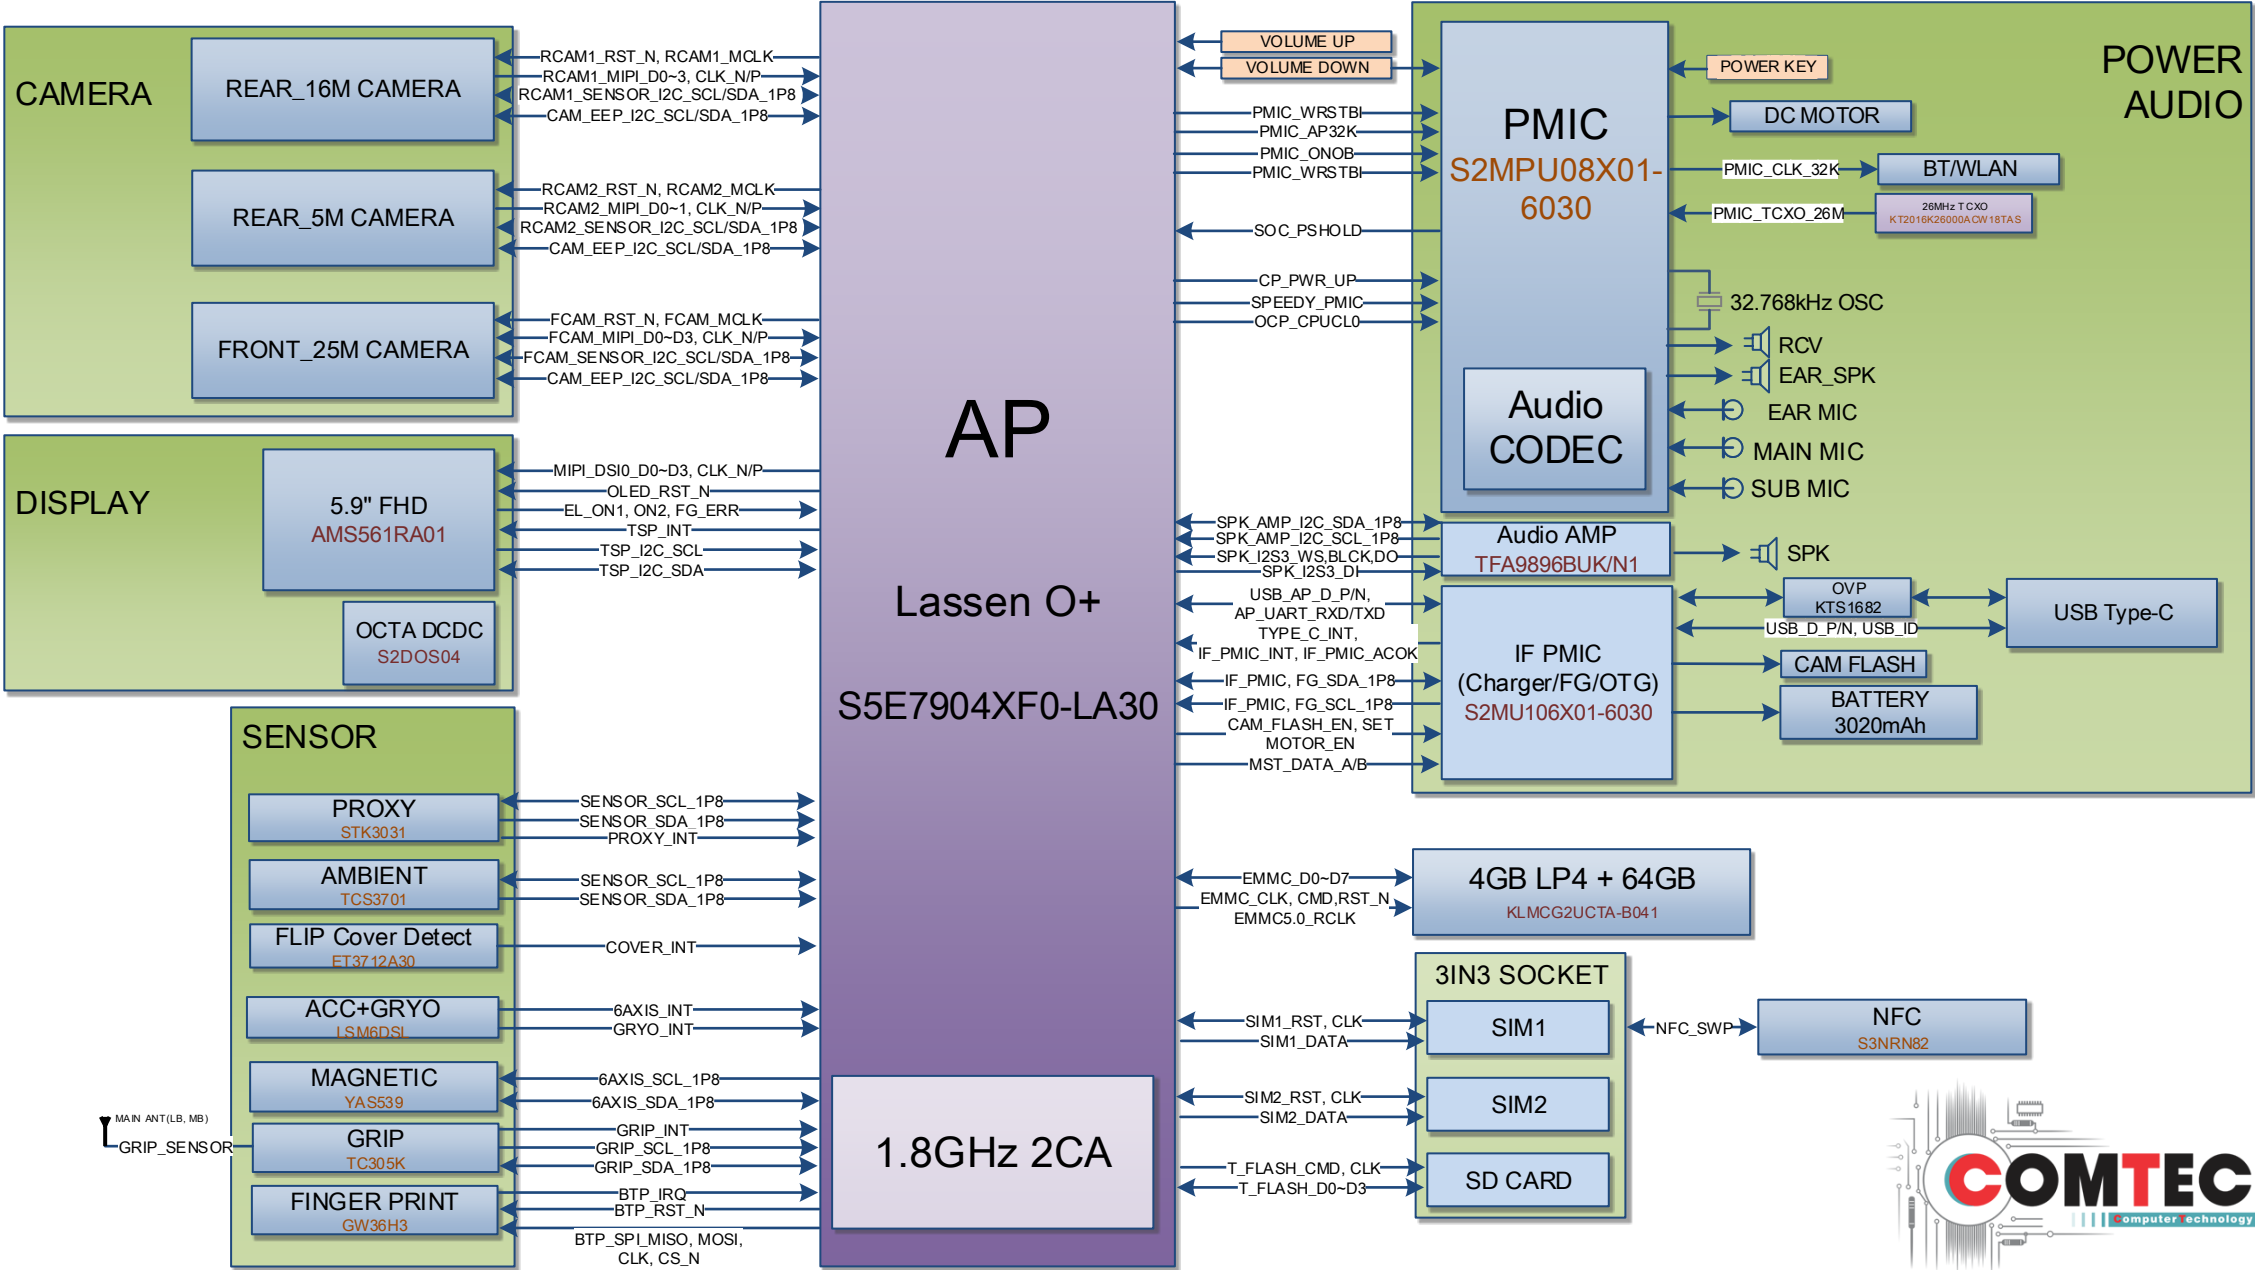 CAMERA
REAR_16M CAMERA
RCAM1_RST_N, RCAM1_MCLK
RCAM1_MIPI_D0~3, CLK_N/P
RCAM1_SENSOR_I2C_SCL/SDA_1P8
CAM_EEP_I2C_SCL/SDA_1P8
REAR_5M CAMERA
RCAM2_RST_N, RCAM2_MCLK
RCAM2_MIPI_D0~1, CLK_N/P
RCAM2_SENSOR_I2C_SCL/SDA_1P8
CAM_EEP_I2C_SCL/SDA_1P8
FRONT_25M CAMERA
FCAM_RST_N, FCAM_MCLK
FCAM_MIPI_D0~D3, CLK_N/P
FCAM_SENSOR_I2C_SCL/SDA_1P8
CAM_EEP_I2C_SCL/SDA_1P8
DISPLAY
5.9" FHD
AMS561RA01
MIPI_DSI0_D0~D3, CLK_N/P
OLED_RST_N
EL_ON1, ON2, FG_ERR
TSP_INT
TSP_I2C_SCL
TSP_I2C_SDA
OCTA DCDC
S2DOS04
SENSOR
PROXY
STK3031
SENSOR_SCL_1P8
SENSOR_SDA_1P8
PROXY_INT
AMBIENT
TCS3701
SENSOR_SCL_1P8
SENSOR_SDA_1P8
FLIP Cover Detect
ET3712A30
COVER_INT
ACC+GRYO
LSM6DSL
6AXIS_INT
GRYO_INT
MAGNETIC
YAS539
6AXIS_SCL_1P8
6AXIS_SDA_1P8
MAIN ANT(LB, MB)
GRIP_SENSOR
GRIP
TC305K
GRIP_INT
GRIP_SCL_1P8
GRIP_SDA_1P8
FINGER PRINT
GW36H3
BTP_IRQ
BTP_RST_N
BTP_SPI_MISO, MOSI,
CLK, CS_N
AP
Lassen O+
S5E7904XF0-LA30
1.8GHz 2CA
VOLUME UP
VOLUME DOWN
PMIC_WRSTBI
PMIC_AP32K
PMIC_ONOB
PMIC_WRSTBI
SOC_PSHOLD
CP_PWR_UP
SPEEDY_PMIC
OCP_CPUCL0
SPK_AMP_I2C_SDA_1P8
SPK_AMP_I2C_SCL_1P8
SPK_I2S3_WS,BLCK,DO
SPK_I2S3_DI
USB_AP_D_P/N,
AP_UART_RXD/TXD
TYPE_C_INT,
IF_PMIC_INT, IF_PMIC_ACOK
IF_PMIC, FG_SDA_1P8
IF_PMIC, FG_SCL_1P8
CAM_FLASH_EN, SET
MOTOR_EN
MST_DATA_A/B
POWER
AUDIO
PMIC
S2MPU08X01-
6030
Audio
CODEC
POWER KEY
DC MOTOR
PMIC_CLK_32K
BT/WLAN
PMIC_TCXO_26M
26MHz TCXO
KT2016K26000ACW18TAS
32.768kHz OSC
RCV
EAR_SPK
EAR MIC
MAIN MIC
SUB MIC
Audio AMP
TFA9896BUK/N1
SPK
IF PMIC
(Charger/FG/OTG)
S2MU106X01-6030
OVP
KTS1682
USB_D_P/N, USB_ID
USB Type-C
CAM FLASH
BATTERY
3020mAh
EMMC_D0~D7
EMMC_CLK, CMD,RST_N
EMMC5.0_RCLK
4GB LP4 + 64GB
KLMCG2UCTA-B041
3IN3 SOCKET
SIM1_RST, CLK
SIM1_DATA
SIM1
NFC_SWP
NFC
S3NRN82
SIM2_RST, CLK
SIM2_DATA
SIM2
T_FLASH_CMD, CLK
T_FLASH_D0~D3
SD CARD
COMTEC
Computer Technology